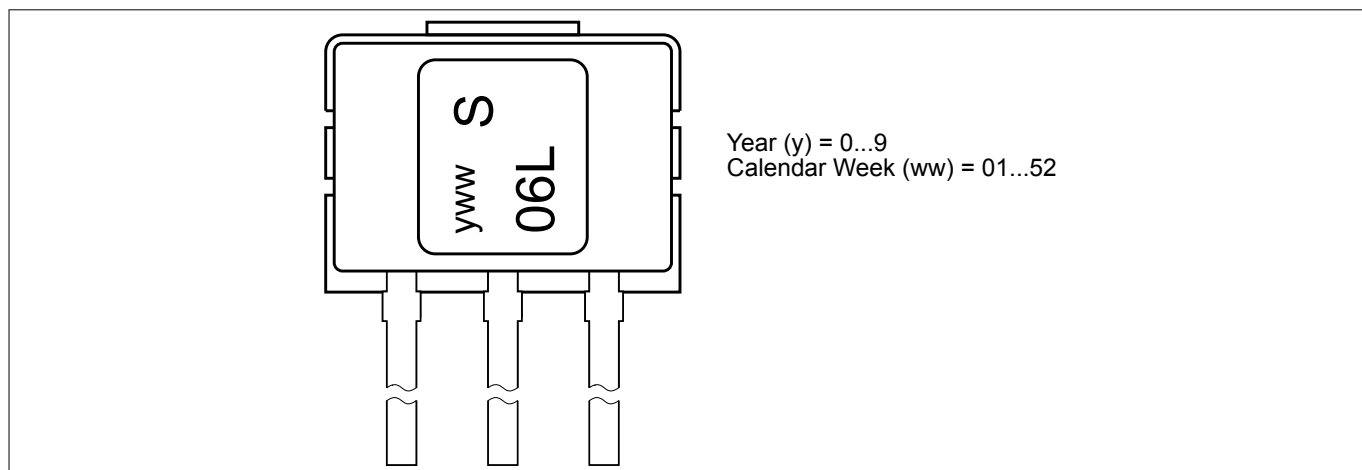 yww S
06L
Year (y) = 0...9
Calendar Week (ww) = 01...52